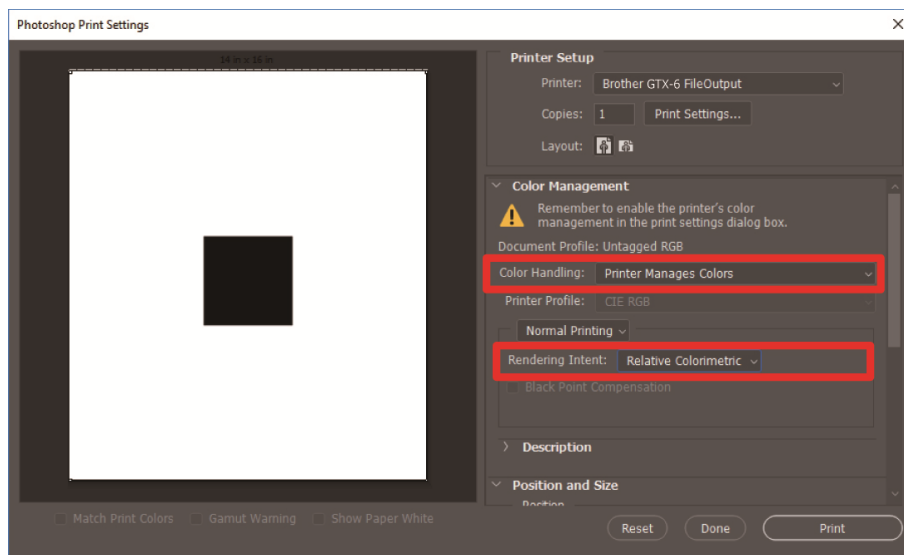 Photoshop Print Settings
14 in x 16 in
Printer Setup
Printer: Brother GTX-6 FileOutput
Copies: 1 Print Settings...
Layout:
Color Management
Remember to enable the printer's color
management in the print settings dialog box.
Document Profile: Untagged RGB
Color Handling: Printer Manages Colors
Printer Profile: CIE RGB
Normal Printing
Rendering Intent: Relative Colorimetric
Black Point Compensation
Description
Position and Size
Position
Match Print Colors Gamut Warning Show Paper White
Reset Done Print